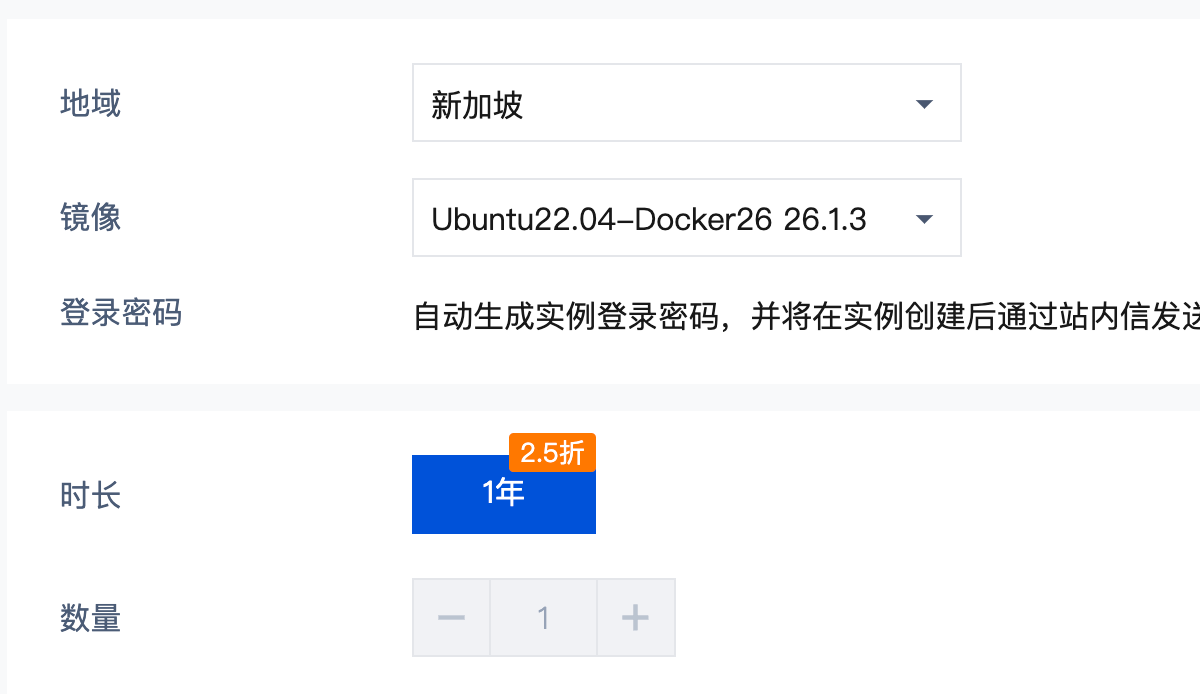 地域
新加坡
镜像
Ubuntu22.04-Docker26 26.1.3
登录密码
自动生成实例登录密码，并将在实例创建后通过站内信发送
2.5折
时长
1年
数量
1